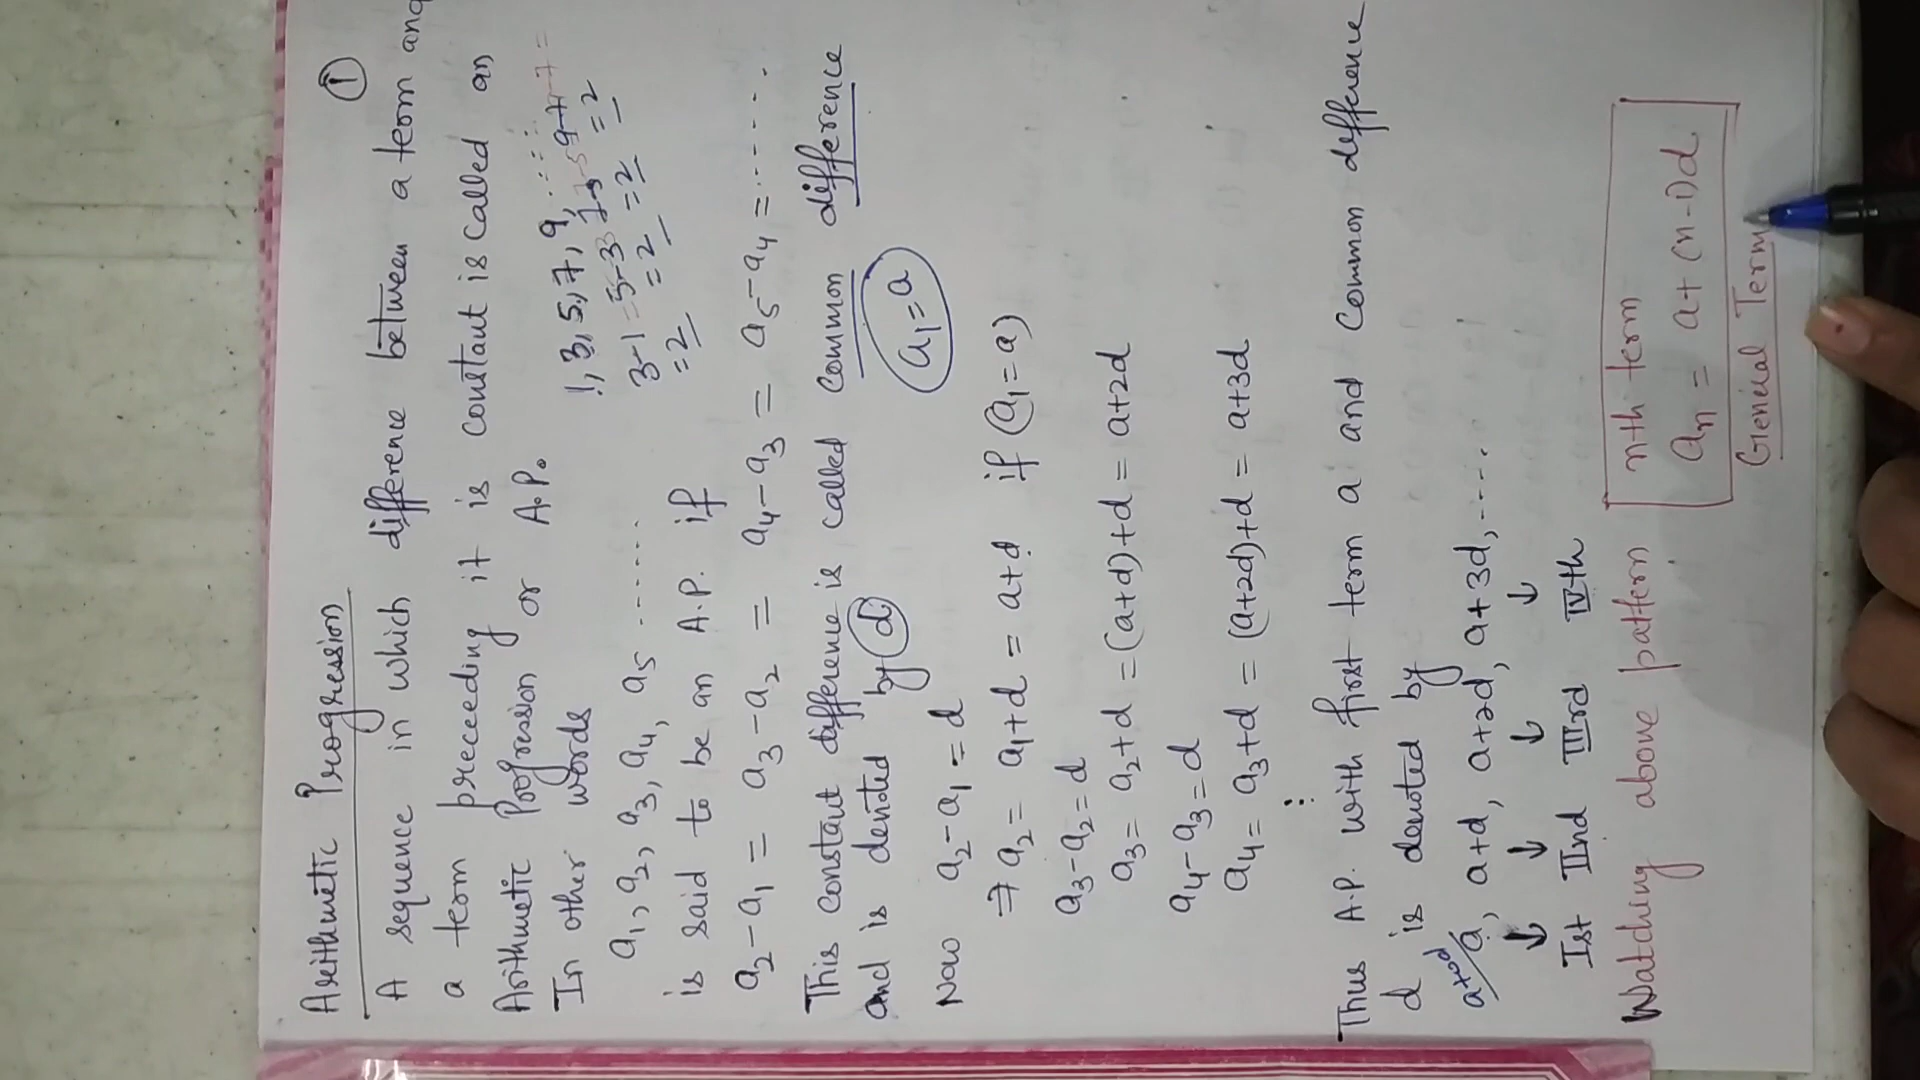 Arithmetic Progression
①
A sequence in which difference between a term and
a term preceeding it is constant is called an
Arithmetic Progression or A.P.
1, 3, 5, 7, 9, ......
3-1 = 5-3
=2 =2 =2 =2
In other words
a1, a2, a3, a4, a5 .......
is said to be an A.P. if
a2-a1 = a3-a2 = a4-a3 = a5-a4 = .......
This constant difference is called common difference
and is denoted by d
a1=a
Now a2-a1=d
⇒ a2= a1+d = a+d if (a1=a)
a3-a2=d
a3= a2+d =(a+d)+d = a+2d
a4-a3=d
a4= a3+d = (a+2d)+d = a+3d
⋮
Thus A.P. with first term a and common difference
d is denoted by
a+0d
a, a+d, a+2d, a+3d, ....
↓ ↓ ↓ ↓
Ist IInd IIIrd IVth
Watching above pattern
nth term
an = a+(n-1)d
General Term